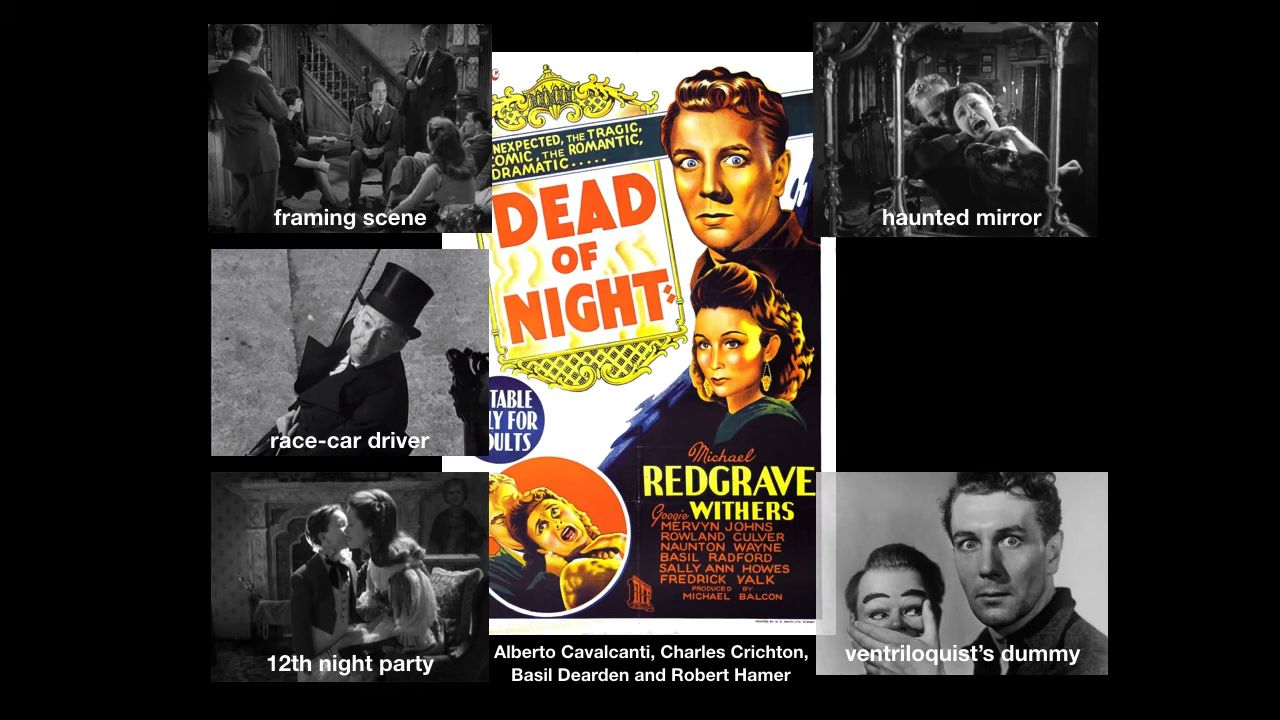 framing scene
haunted mirror
race-car driver
12th night party
ventriloquist's dummy
NEXPECTED, THE TRAGIC,
COMIC, THE ROMANTIC,
DRAMATIC.....
DEAD
OF
NIGHT
TABLE
LY FOR
DULTS
Michael
REDGRAVE
Googie WITHERS
MERVYN JOHNS
ROWLAND CULVER
NAUNTON WAYNE
BASIL RADFORD
SALLY ANN HOWES
FREDRICK VALK
PRODUCED BY
MICHAEL BALCON
Alberto Cavalcanti, Charles Crichton,
Basil Dearden and Robert Hamer